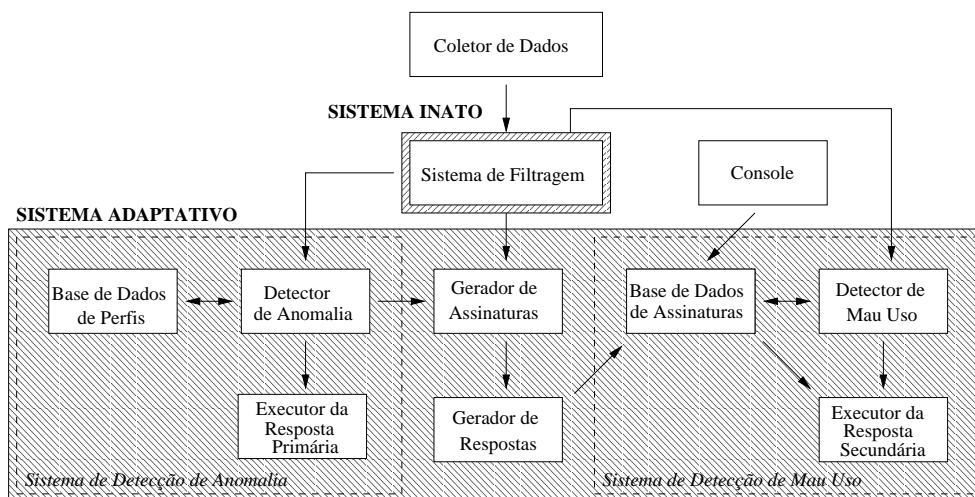 Coletor de Dados
SISTEMA INATO
Sistema de Filtragem
Console
SISTEMA ADAPTATIVO
Base de Dados
de Perfis
Detector
de Anomalia
Gerador de
Assinaturas
Base de Dados
de Assinaturas
Detector de
Mau Uso
Executor da
Resposta
Primária
Gerador de
Respostas
Executor da
Resposta
Secundária
Sistema de Detecção de Anomalia
Sistema de Detecção de Mau Uso